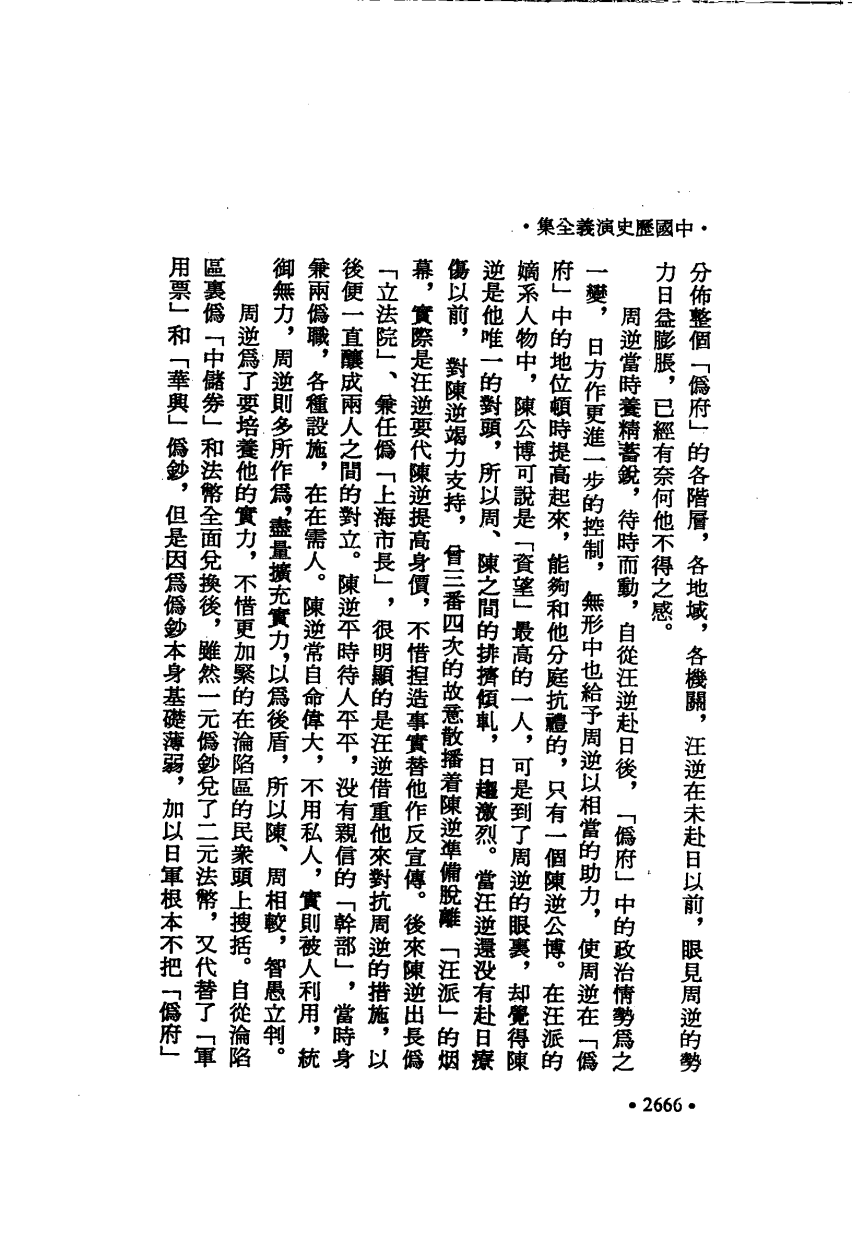 •中國歷史演義全集•
分佈整個「僞府」的各階層，各地域，各機關，汪逆在未赴日以前，眼見周逆的勢
力日益膨脹，已經有奈何他不得之感。
周逆當時養精蓄銳，待時而動，自從汪逆赴日後，「僞府」中的政治情勢爲之
一變，日方作更進一步的控制，無形中也給予周逆以相當的助力，使周逆在「僞
府」中的地位頓時提高起來，能夠和他分庭抗禮的，只有一個陳逆公博。在汪派的
嫡系人物中，陳公博可說是「資望」最高的一人，可是到了周逆的眼裏，却覺得陳
逆是他唯一的對頭，所以周、陳之間的排擠傾軋，日趨激烈。當汪逆還没有赴日療
傷以前，對陳逆竭力支持，曾三番四次的故意散播着陳逆準備脫離「汪派」的烟
幕，實際是汪逆要代陳逆提高身價，不惜揑造事實替他作反宣傳。後來陳逆出長僞
「立法院」、兼任僞「上海市長」，很明顯的是汪逆借重他來對抗周逆的措施，以
後便一直釀成兩人之間的對立。陳逆平時待人平平，没有親信的「幹部」，當時身
兼兩僞職，各種設施，在在需人。陳逆常自命偉大，不用私人，實則被人利用，統
御無力，周逆則多所作爲，盡量擴充實力，以爲後盾，所以陳、周相較，智愚立判。
周逆爲了要培養他的實力，不惜更加緊的在淪陷區的民衆頭上搜括。自從淪陷
區裏僞「中儲券」和法幣全面兌換後，雖然一元僞鈔兌了二元法幣，又代替了「軍
用票」和「華興」僞鈔，但是因爲僞鈔本身基礎薄弱，加以日軍根本不把「僞府」
•2666•